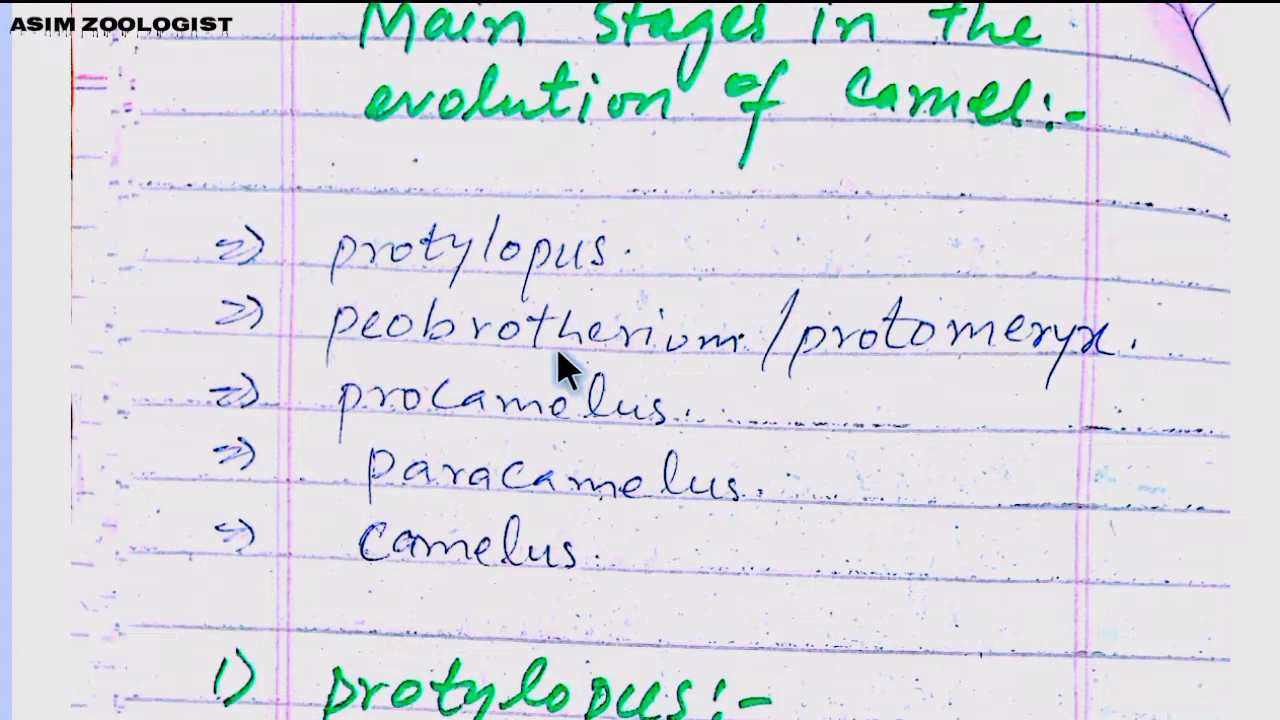 ASIM ZOOLOGIST
Main stages in the
evolution of camel:-
=> protylopus.
=> peobrotherium / protomeryx.
=> procamelus.
=> paracamelus.
=> camelus.
1) protylopus:-